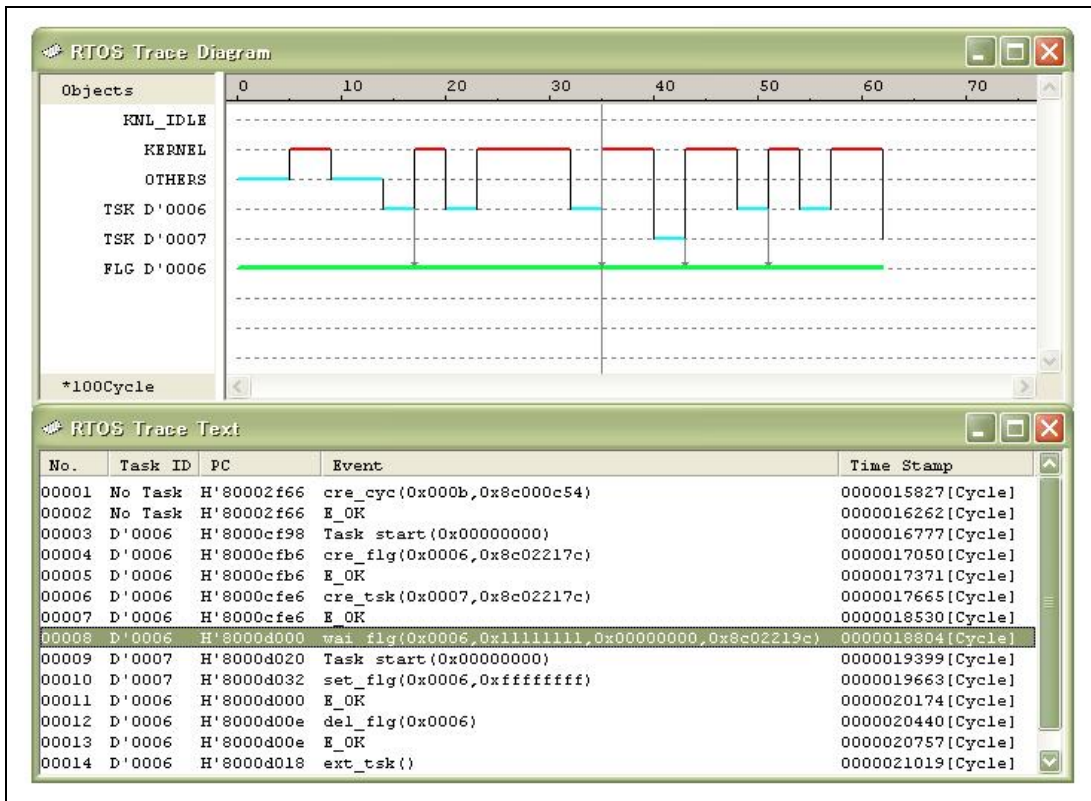 RTOS Trace Diagram
Objects 0 10 20 30 40 50 60 70
KNL_IDLE
KERNEL
OTHERS
TSK D'0006
TSK D'0007
FLG D'0006
*100Cycle
RTOS Trace Text
No. Task ID PC Event Time Stamp
00001 No Task H'80002f66 cre_cyc(0x000b,0x8c000c54) 0000015827[Cycle]
00002 No Task H'80002f66 E_OK 0000016262[Cycle]
00003 D'0006 H'8000cf98 Task start(0x00000000) 0000016777[Cycle]
00004 D'0006 H'8000cfb6 cre_flg(0x0006,0x8c02217c) 0000017050[Cycle]
00005 D'0006 H'8000cfb6 E_OK 0000017371[Cycle]
00006 D'0006 H'8000cfe6 cre_tsk(0x0007,0x8c02217c) 0000017665[Cycle]
00007 D'0006 H'8000cfe6 E_OK 0000018530[Cycle]
00008 D'0006 H'8000d000 wai_flg(0x0006,0x11111111,0x00000000,0x8c02219c) 0000018804[Cycle]
00009 D'0007 H'8000d020 Task start(0x00000000) 0000019399[Cycle]
00010 D'0007 H'8000d032 set_flg(0x0006,0xffffffff) 0000019663[Cycle]
00011 D'0006 H'8000d000 E_OK 0000020174[Cycle]
00012 D'0006 H'8000d00e del_flg(0x0006) 0000020440[Cycle]
00013 D'0006 H'8000d00e E_OK 0000020757[Cycle]
00014 D'0006 H'8000d018 ext_tsk() 0000021019[Cycle]